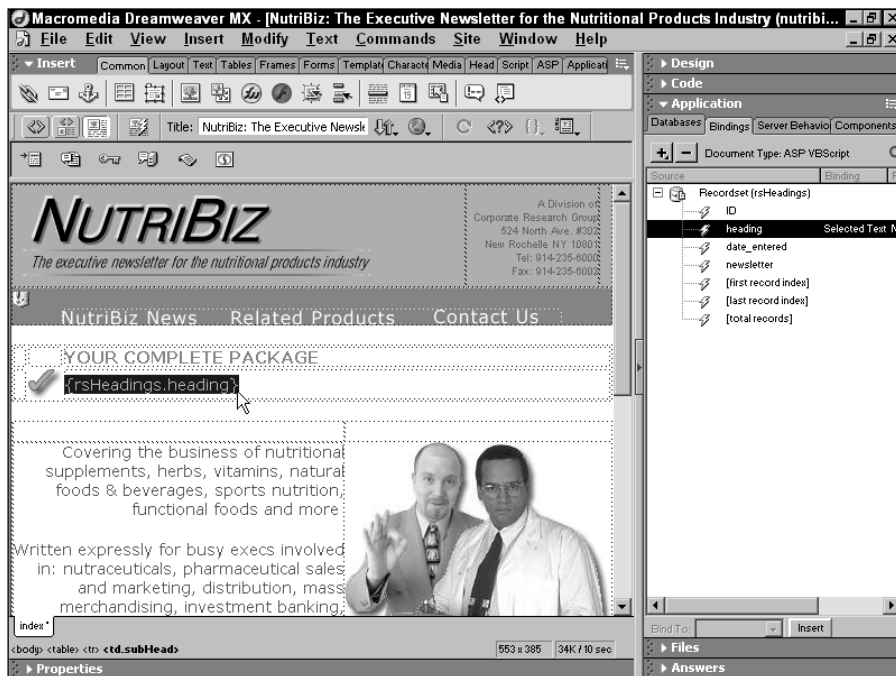 Macromedia Dreamweaver MX - [NutriBiz: The Executive Newsletter for the Nutritional Products Industry (nutribi...
File Edit View Insert Modify Text Commands Site Window Help
Insert Common Layout Text Tables Frames Forms Templat Characte Media Head Script ASP Applicati
Title: NutriBiz: The Executive Newsle
NUTRIBIZ
The executive newsletter for the nutritional products industry
A Division of
Corporate Research Group
524 North Ave. #302
New Rochelle NY 10801
Tel: 914-235-6000
Fax: 914-235-6002
NutriBiz News Related Products Contact Us
YOUR COMPLETE PACKAGE
{rsHeadings.heading}
Covering the business of nutritional
supplements, herbs, vitamins, natural
foods & beverages, sports nutrition,
functional foods and more
Written expressly for busy execs involved
in: nutraceuticals, pharmaceutical sales
and marketing, distribution, mass
merchandising, investment banking,
index*
<body> <table> <tr> <td.subHead>
553 x 385 34K / 10 sec
Properties
Design
Code
Application
Databases Bindings Server Behavio Components
Document Type: ASP VBScript
Source Binding
Recordset (rsHeadings)
ID
heading Selected Text N
date_entered
newsletter
[first record index]
[last record index]
[total records]
Bind To: Insert
Files
Answers